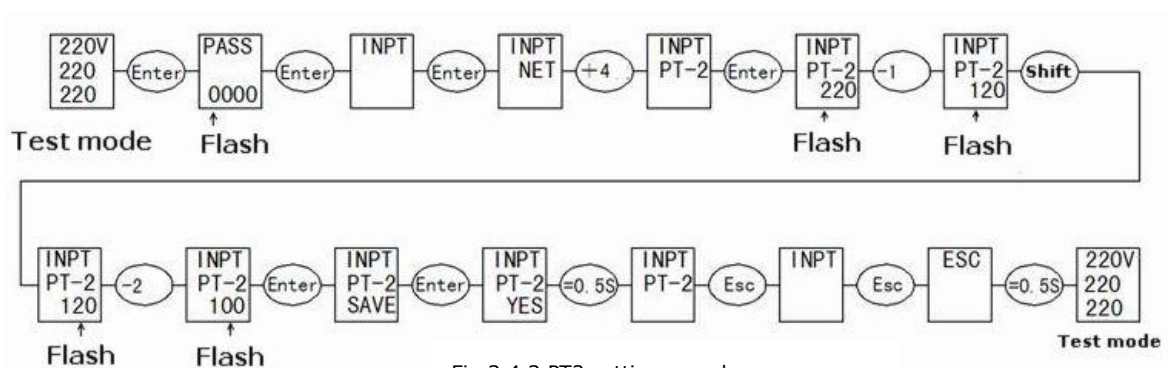 220V
220
220
Enter
PASS
0000
Enter
INPT
Enter
INPT
NET
+4
INPT
PT-2
Enter
INPT
PT-2
220
-1
INPT
PT-2
120
Shift
Test mode
Flash
Flash
Flash
INPT
PT-2
120
-2
INPT
PT-2
100
Enter
INPT
PT-2
SAVE
Enter
INPT
PT-2
YES
=0.5S
INPT
PT-2
Esc
INPT
Esc
ESC
=0.5S
220V
220
220
Flash
Flash
Test mode